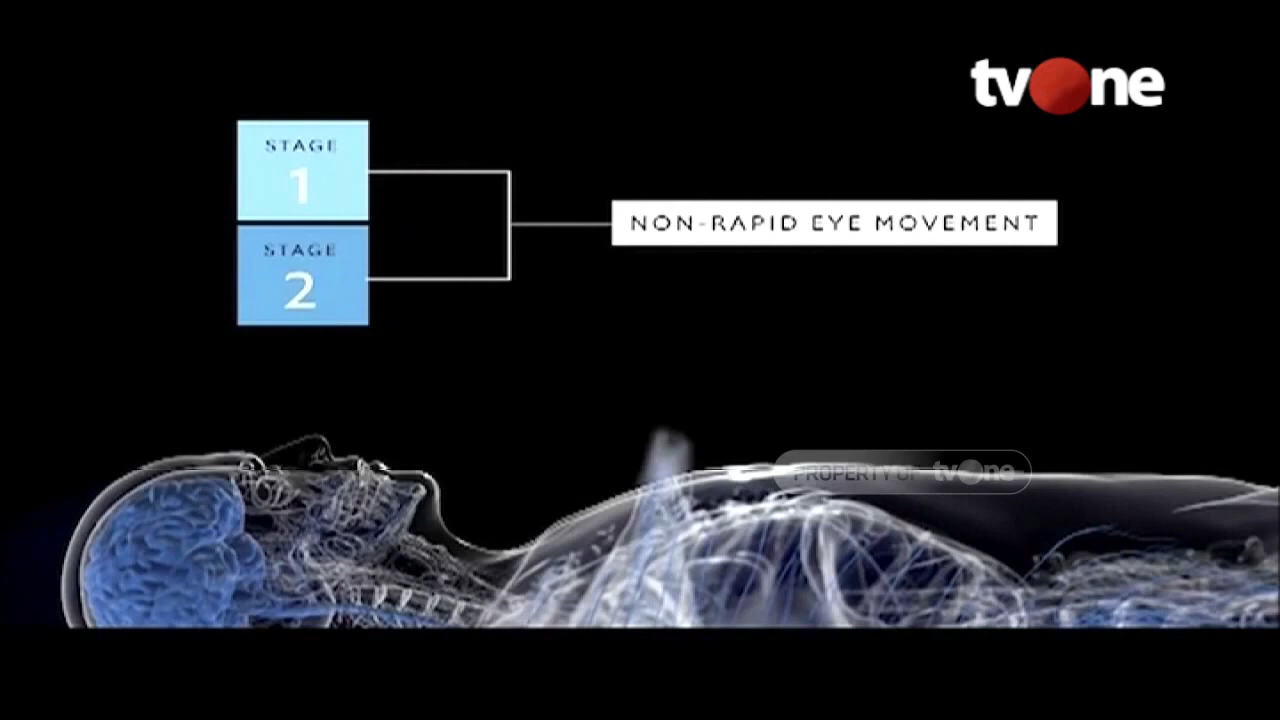 tvOne
STAGE
1
NON-RAPID EYE MOVEMENT
STAGE
2
PROPERTY OF tvOne